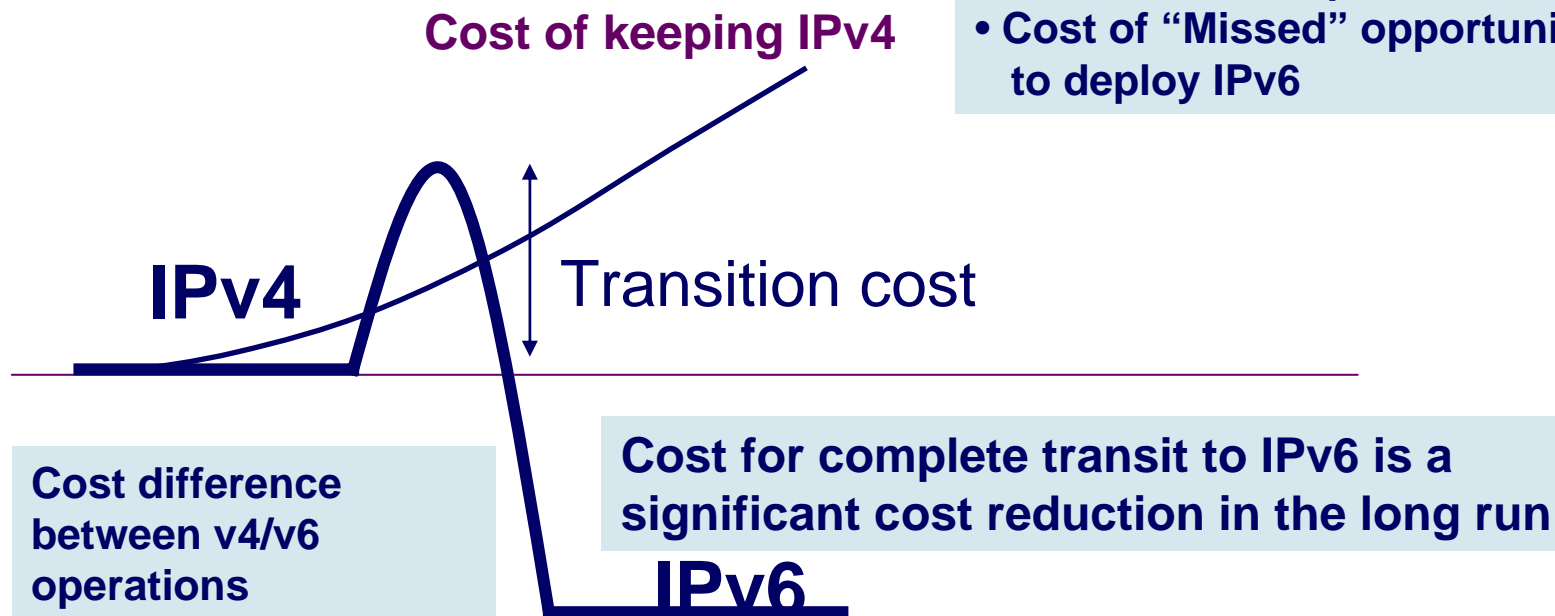 Cost of keeping IPv4
• Cost of “Missed” opportuni
to deploy IPv6
IPv4
Transition cost
Cost difference
between v4/v6
operations
Cost for complete transit to IPv6 is a
significant cost reduction in the long run
IPv6